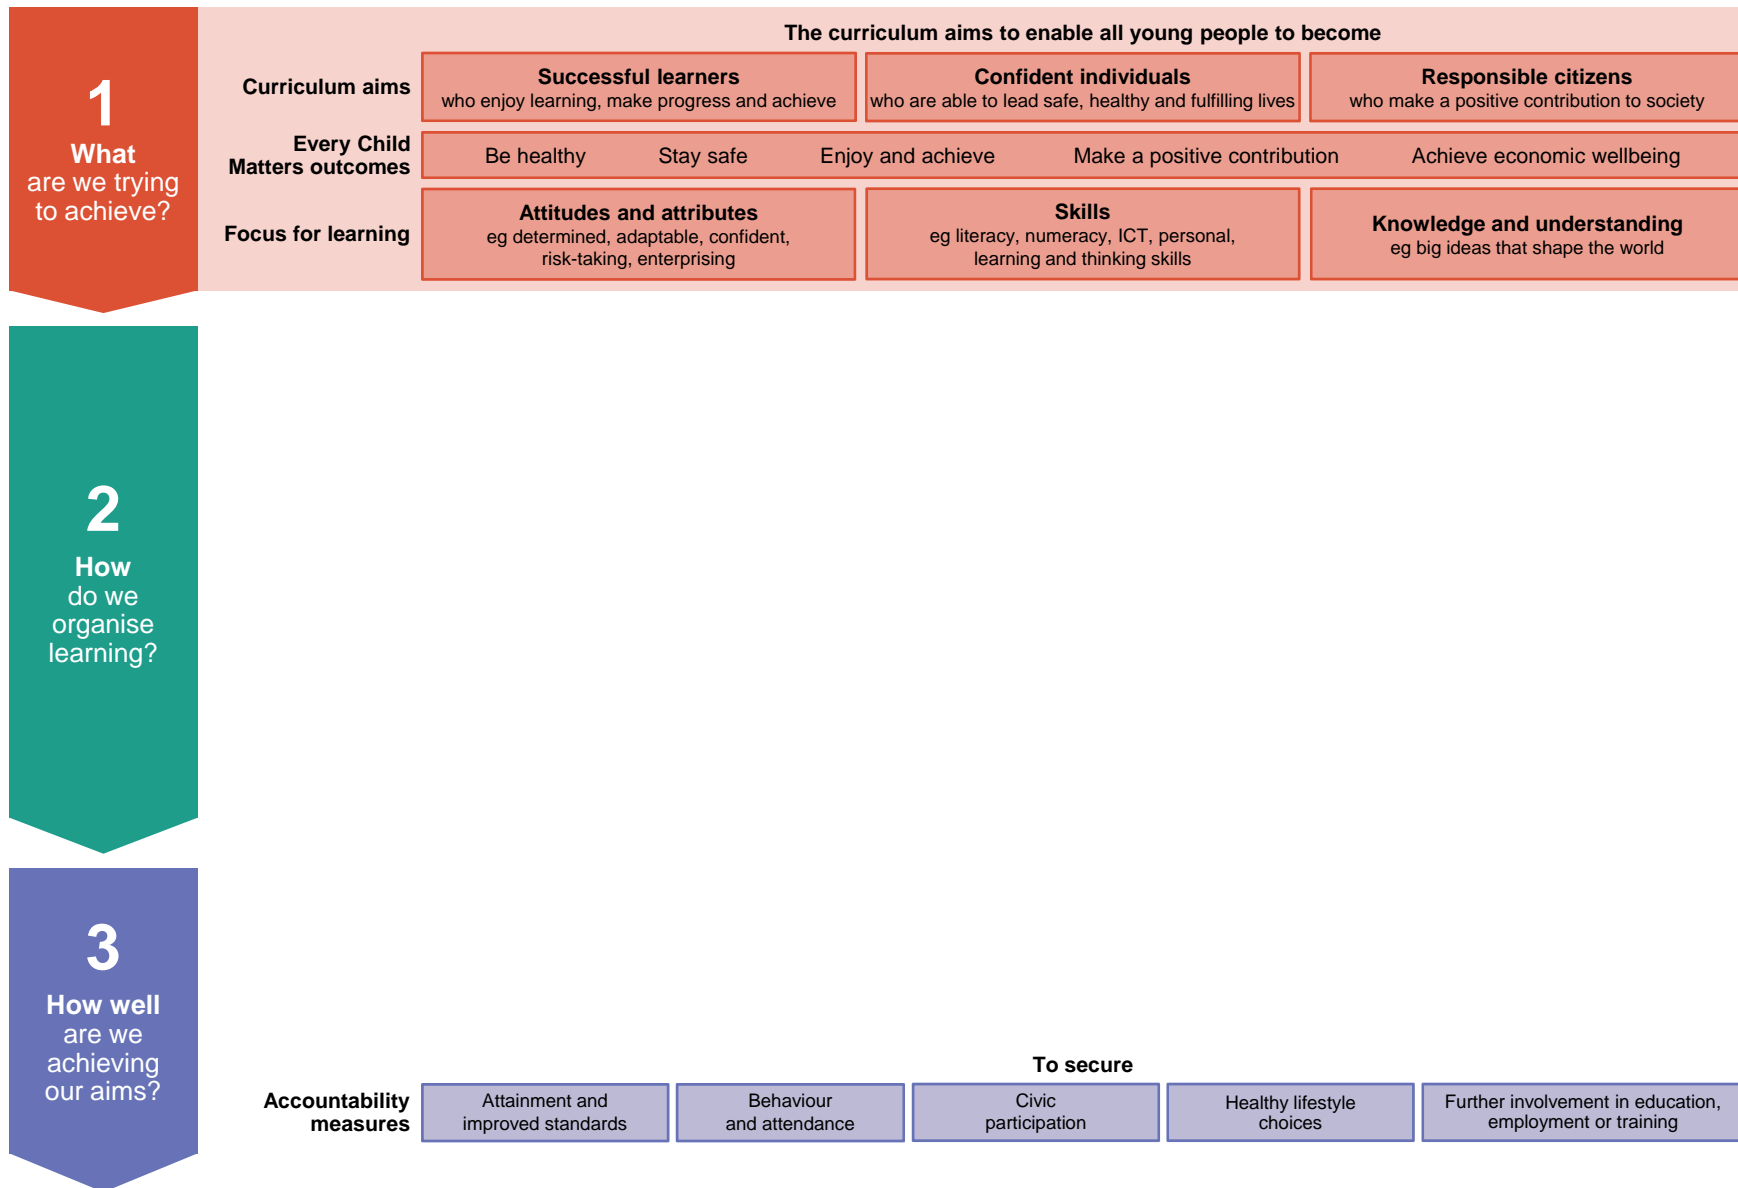 1
What
are we trying
to achieve?
The curriculum aims to enable all young people to become
Curriculum aims
Successful learners
who enjoy learning, make progress and achieve
Confident individuals
who are able to lead safe, healthy and fulfilling lives
Responsible citizens
who make a positive contribution to society
Every Child
Matters outcomes
Be healthy
Stay safe
Enjoy and achieve
Make a positive contribution
Achieve economic wellbeing
Focus for learning
Attitudes and attributes
eg determined, adaptable, confident,
risk-taking, enterprising
Skills
eg literacy, numeracy, ICT, personal,
learning and thinking skills
Knowledge and understanding
eg big ideas that shape the world
2
How
do we
organise
learning?
3
How well
are we
achieving
our aims?
To secure
Accountability
measures
Attainment and
improved standards
Behaviour
and attendance
Civic
participation
Healthy lifestyle
choices
Further involvement in education,
employment or training